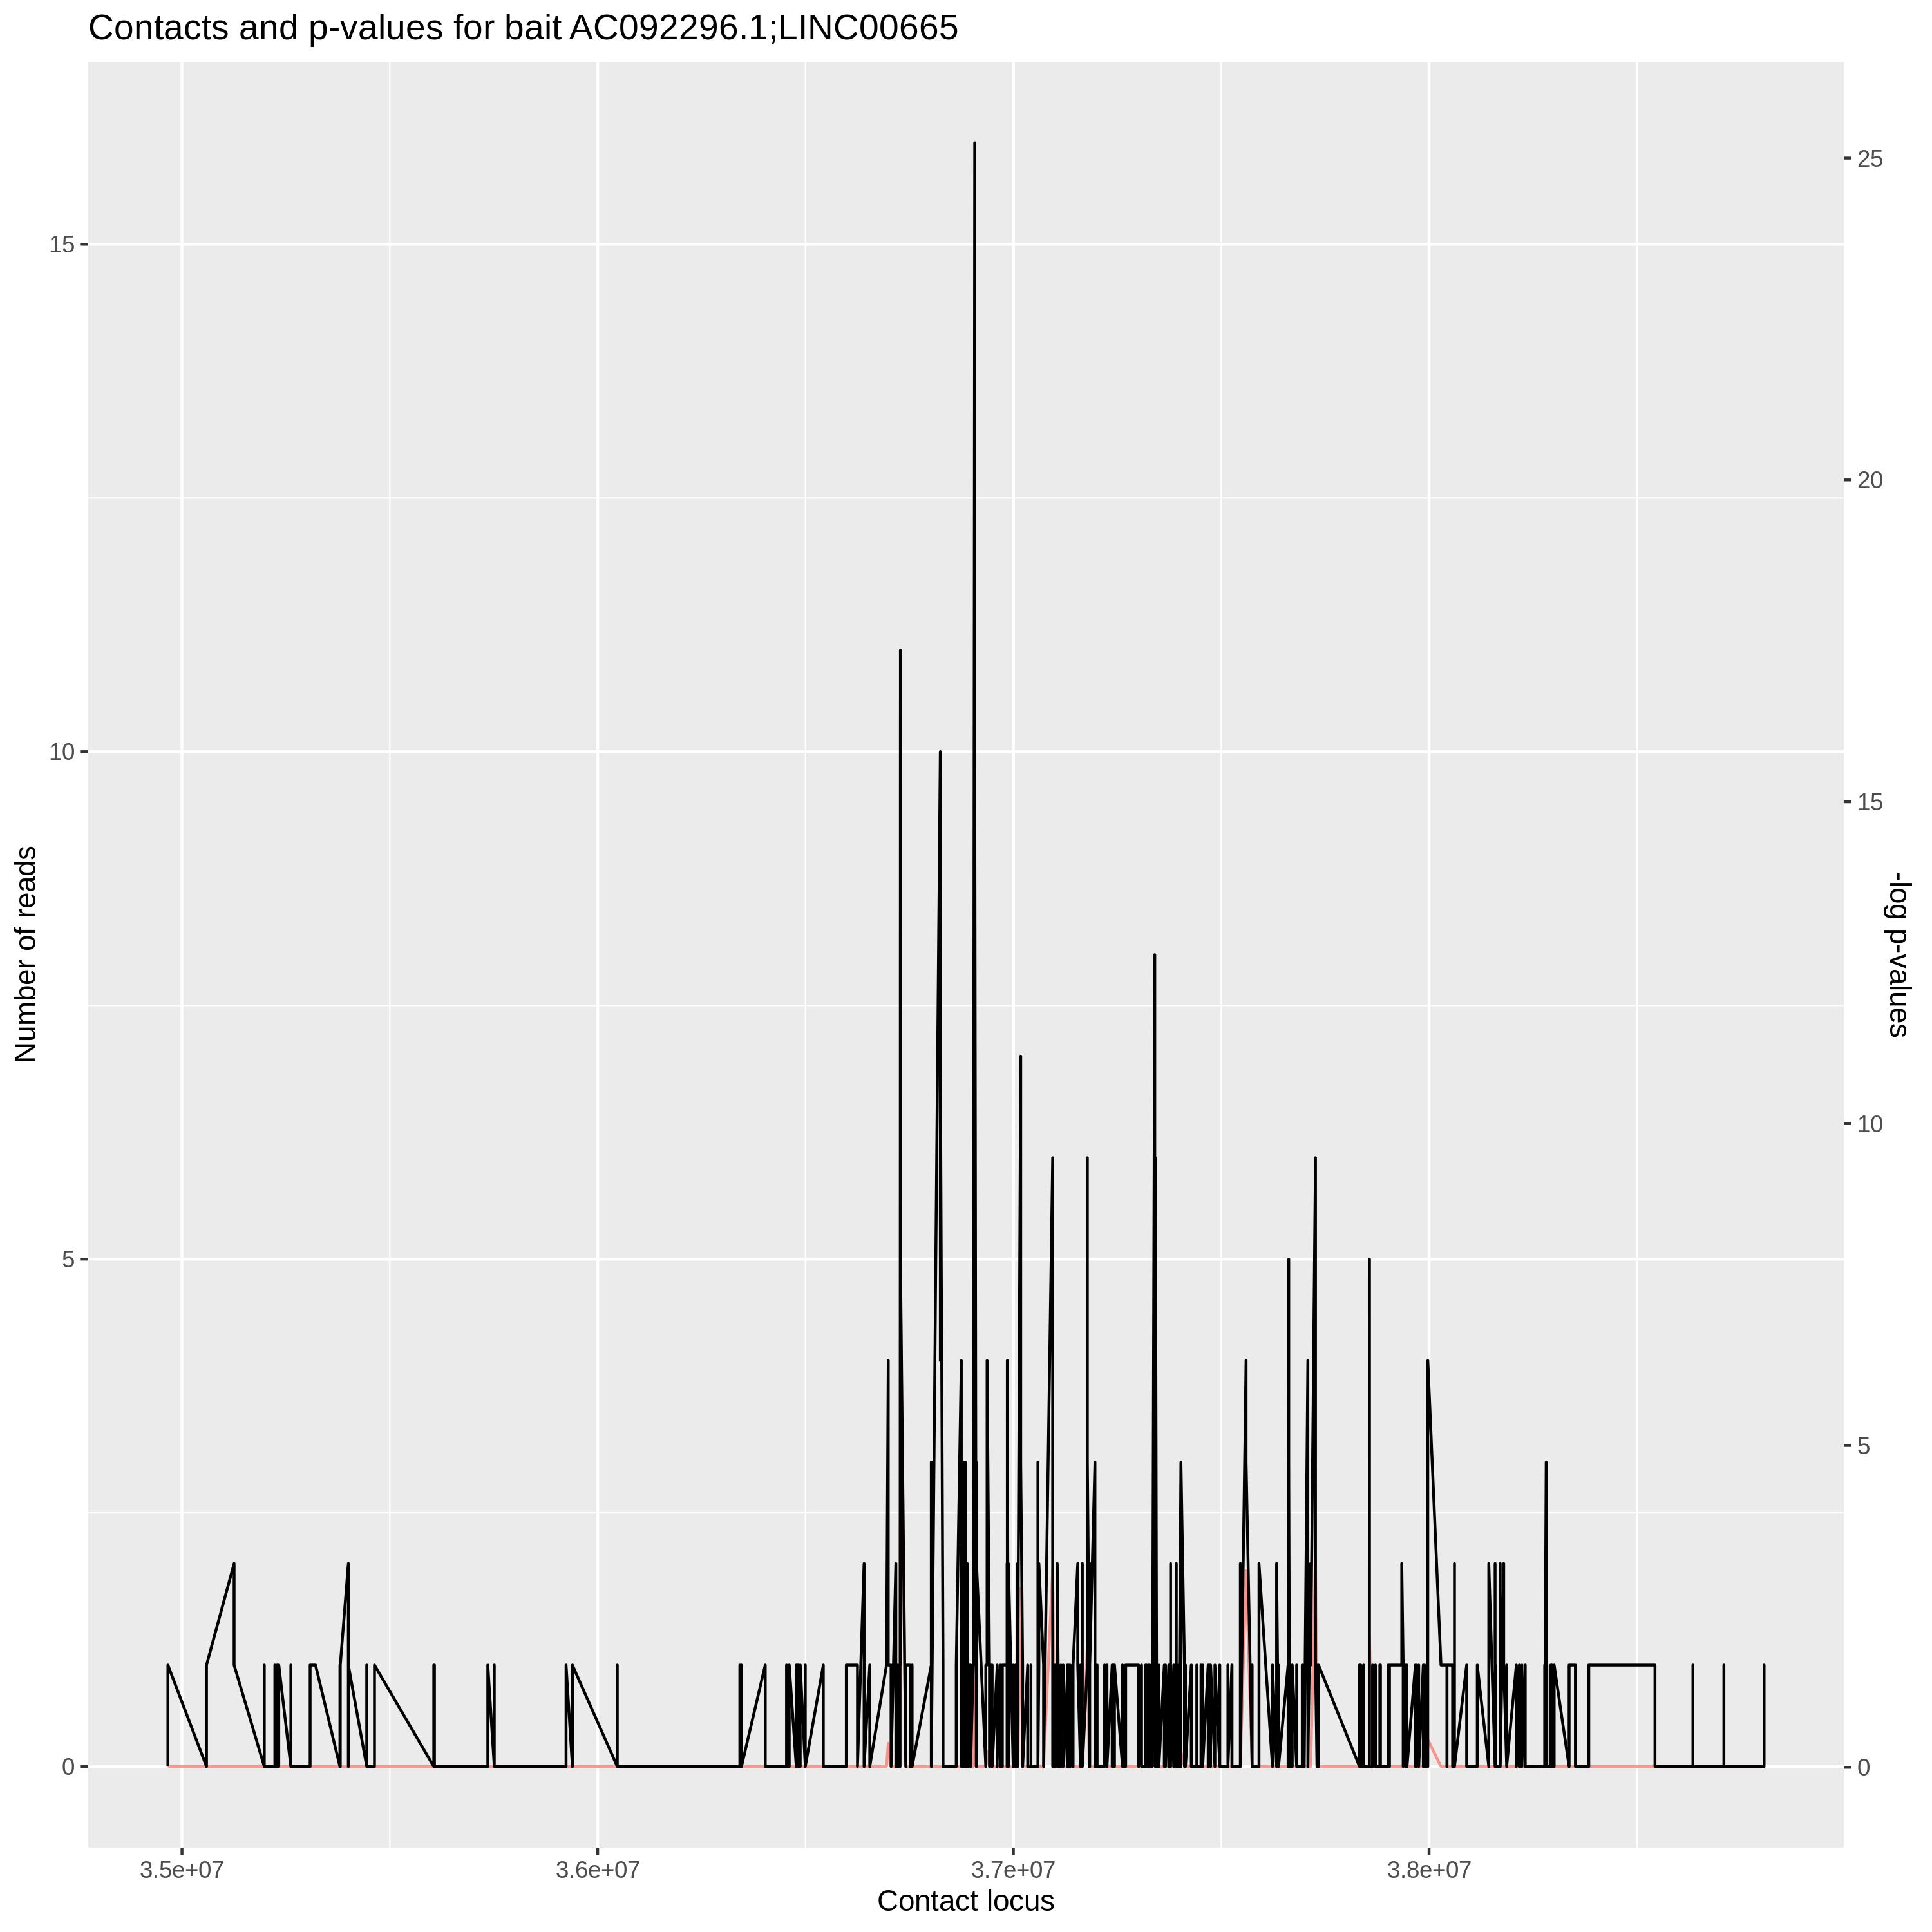 Contacts and p-values for bait AC092296.1;LINC00665
15
10
5
0
Number of reads
25
20
15
10
5
0
-log p-values
3.5e+07 3.6e+07 3.7e+07 3.8e+07
Contact locus